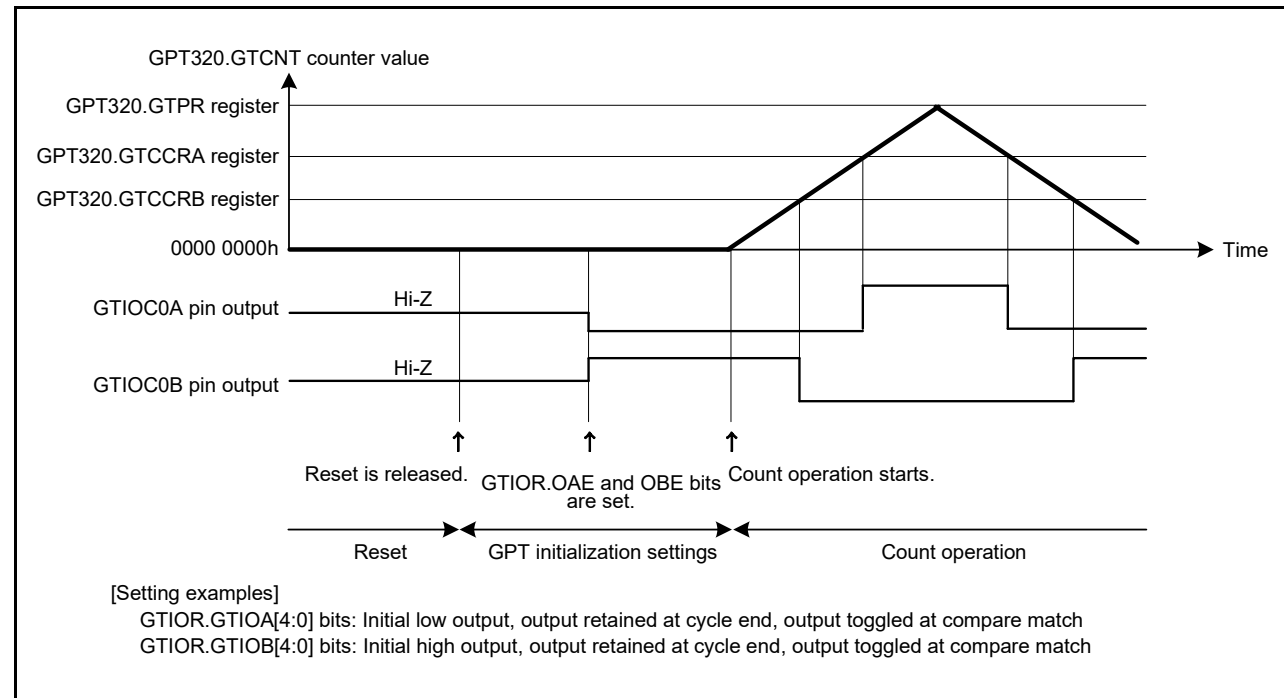 GPT320.GTCNT counter value
GPT320.GTPR register
GPT320.GTCCRA register
GPT320.GTCCRB register
0000 0000h
Time
GTIOC0A pin output
Hi-Z
GTIOC0B pin output
Hi-Z
Reset is released.
GTIOR.OAE and OBE bits
are set.
Count operation starts.
Reset
GPT initialization settings
Count operation
[Setting examples]
GTIOR.GTIOA[4:0] bits: Initial low output, output retained at cycle end, output toggled at compare match
GTIOR.GTIOB[4:0] bits: Initial high output, output retained at cycle end, output toggled at compare match